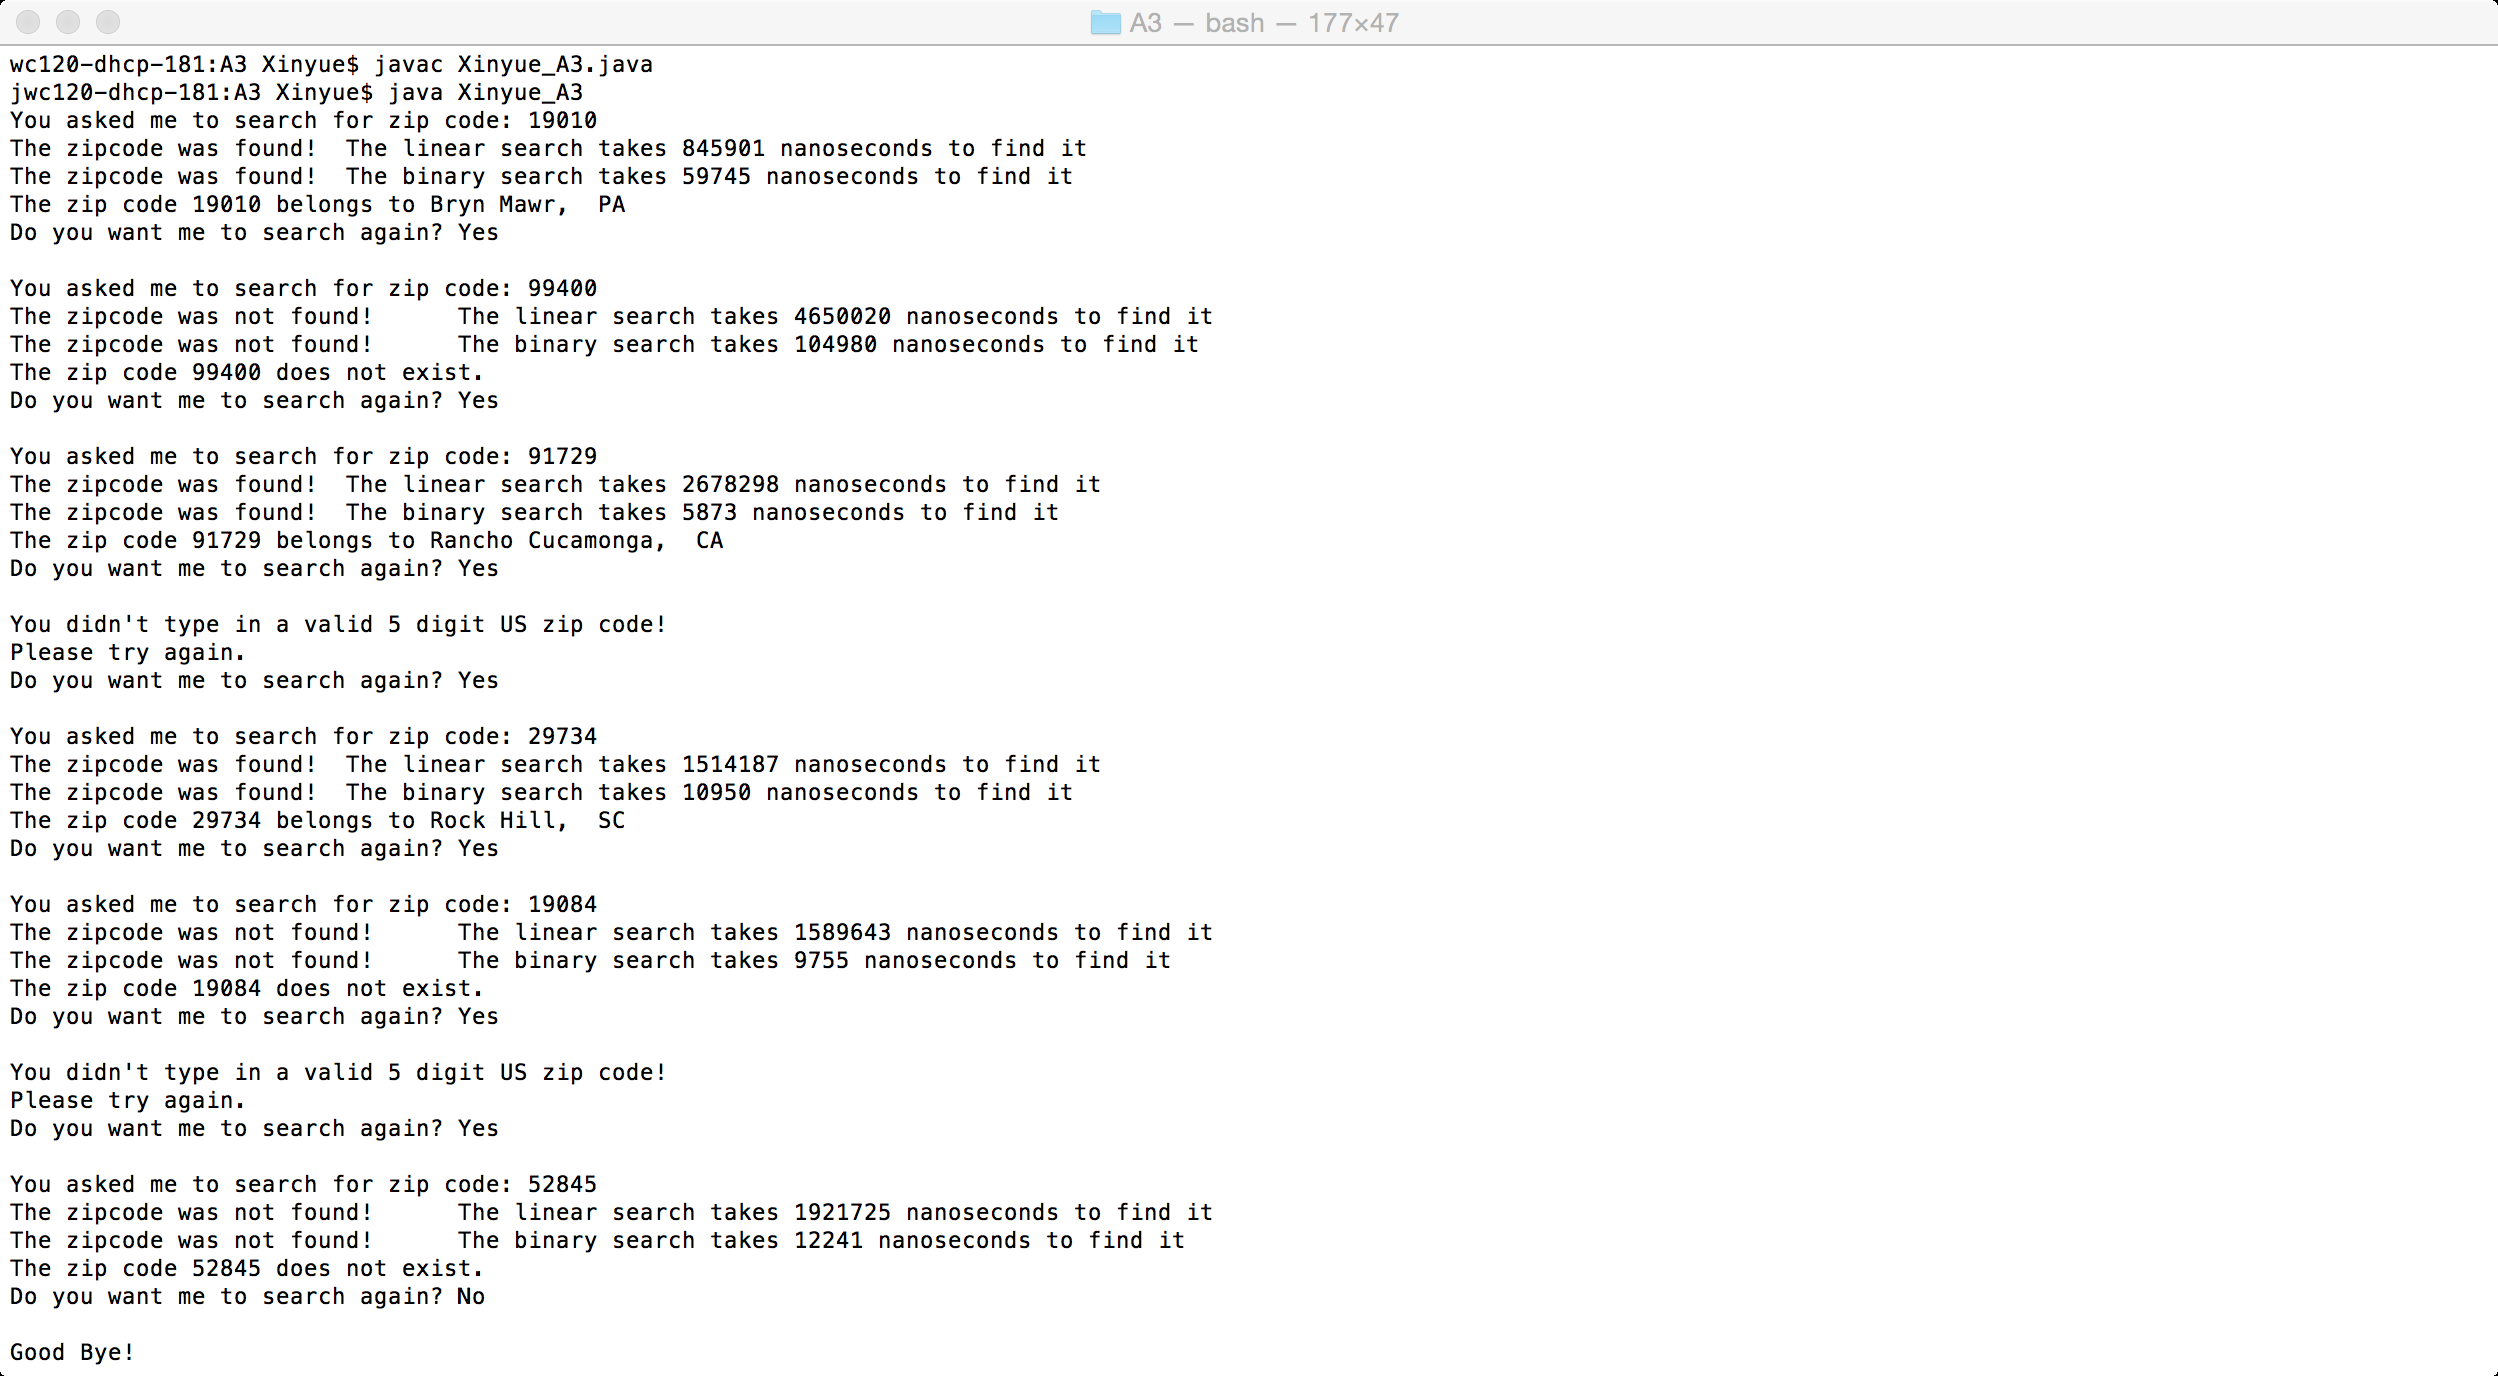 A3 — bash — 177×47
wc120-dhcp-181:A3 Xinyue$ javac Xinyue_A3.java
jwc120-dhcp-181:A3 Xinyue$ java Xinyue_A3
You asked me to search for zip code: 19010
The zipcode was found!  The linear search takes 845901 nanoseconds to find it
The zipcode was found!  The binary search takes 59745 nanoseconds to find it
The zip code 19010 belongs to Bryn Mawr,  PA
Do you want me to search again? Yes

You asked me to search for zip code: 99400
The zipcode was not found!      The linear search takes 4650020 nanoseconds to find it
The zipcode was not found!      The binary search takes 104980 nanoseconds to find it
The zip code 99400 does not exist.
Do you want me to search again? Yes

You asked me to search for zip code: 91729
The zipcode was found!  The linear search takes 2678298 nanoseconds to find it
The zipcode was found!  The binary search takes 5873 nanoseconds to find it
The zip code 91729 belongs to Rancho Cucamonga,  CA
Do you want me to search again? Yes

You didn't type in a valid 5 digit US zip code!
Please try again.
Do you want me to search again? Yes

You asked me to search for zip code: 29734
The zipcode was found!  The linear search takes 1514187 nanoseconds to find it
The zipcode was found!  The binary search takes 10950 nanoseconds to find it
The zip code 29734 belongs to Rock Hill,  SC
Do you want me to search again? Yes

You asked me to search for zip code: 19084
The zipcode was not found!      The linear search takes 1589643 nanoseconds to find it
The zipcode was not found!      The binary search takes 9755 nanoseconds to find it
The zip code 19084 does not exist.
Do you want me to search again? Yes

You didn't type in a valid 5 digit US zip code!
Please try again.
Do you want me to search again? Yes

You asked me to search for zip code: 52845
The zipcode was not found!      The linear search takes 1921725 nanoseconds to find it
The zipcode was not found!      The binary search takes 12241 nanoseconds to find it
The zip code 52845 does not exist.
Do you want me to search again? No

Good Bye!